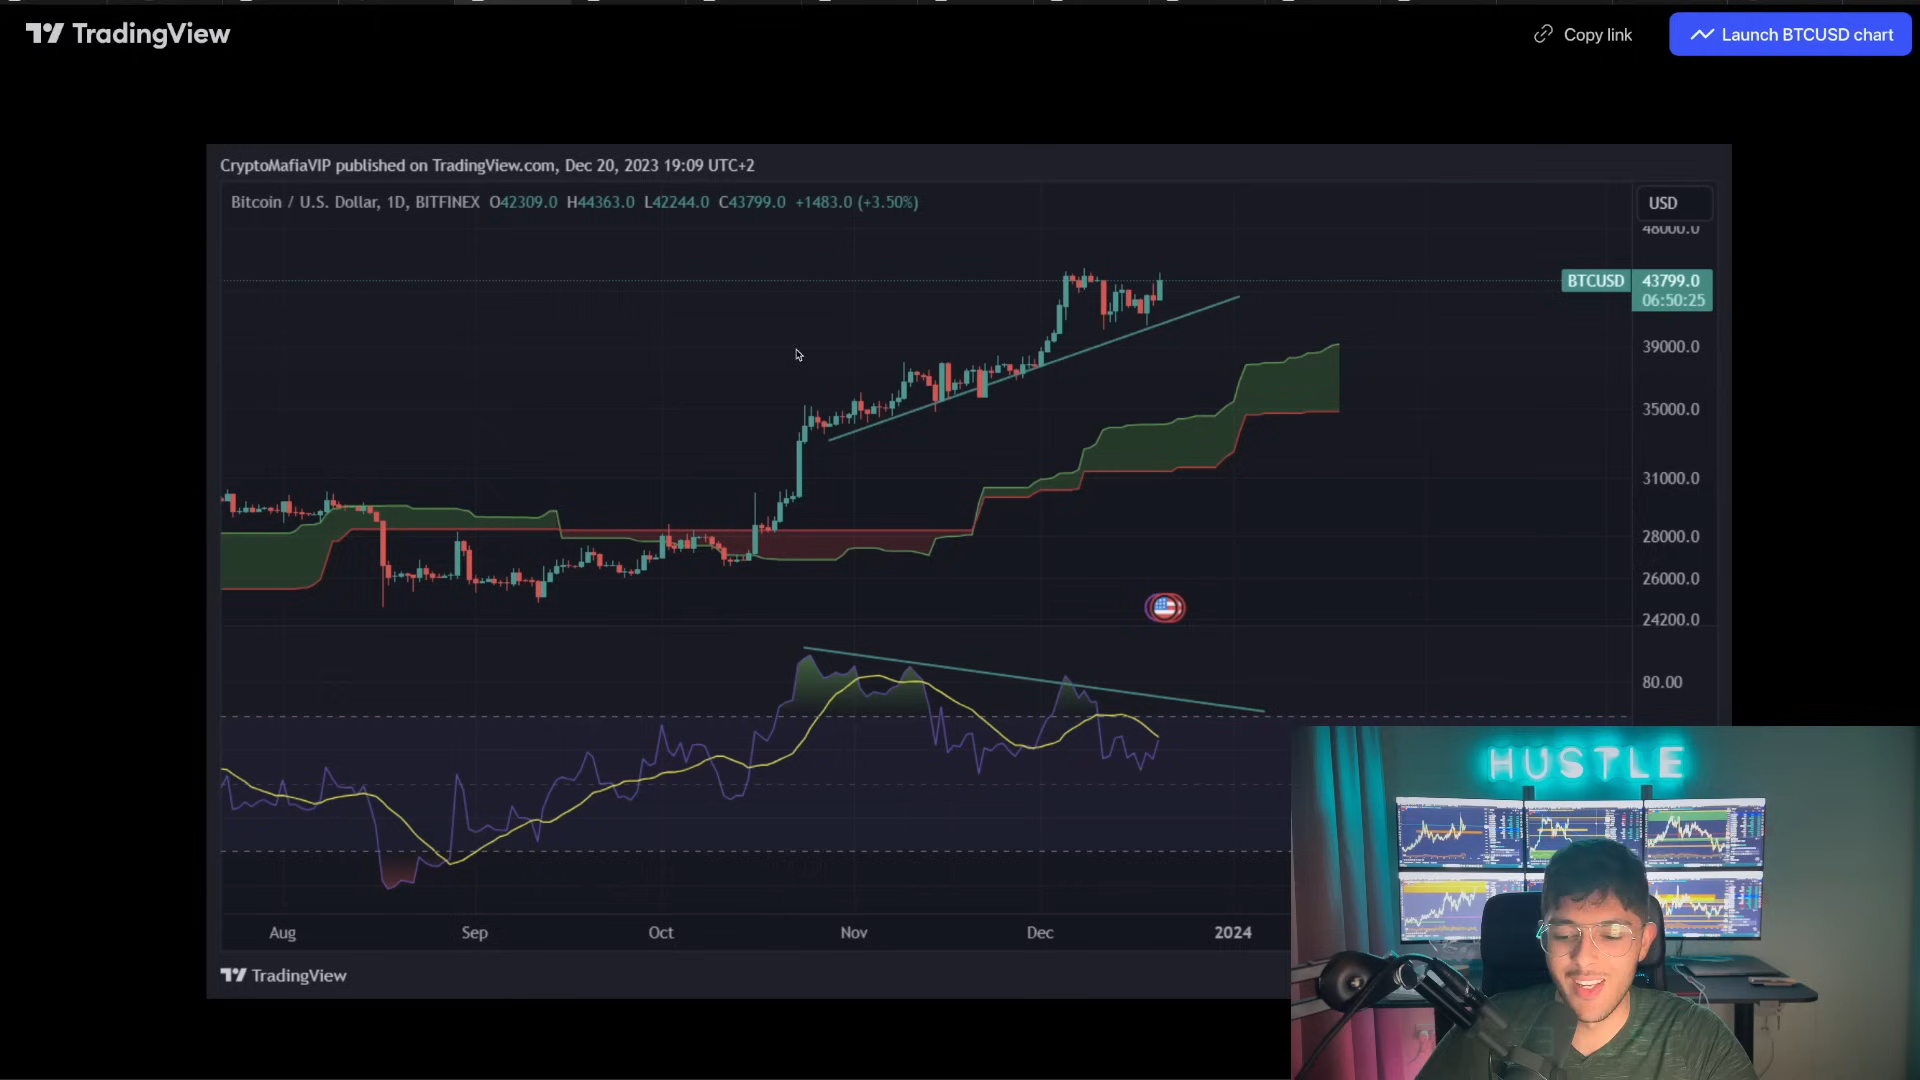 TradingView
Copy link
Launch BTCUSD chart
CryptoMafiaVIP published on TradingView.com, Dec 20, 2023 19:09 UTC+2
Bitcoin / U.S. Dollar, 1D, BITFINEX O42309.0 H44363.0 L42244.0 C43799.0 +1483.0 (+3.50%)
USD
48000.0
BTCUSD 43799.0
06:50:25
39000.0
35000.0
31000.0
28000.0
26000.0
24200.0
80.00
HUSTLE
Aug Sep Oct Nov Dec 2024
TradingView